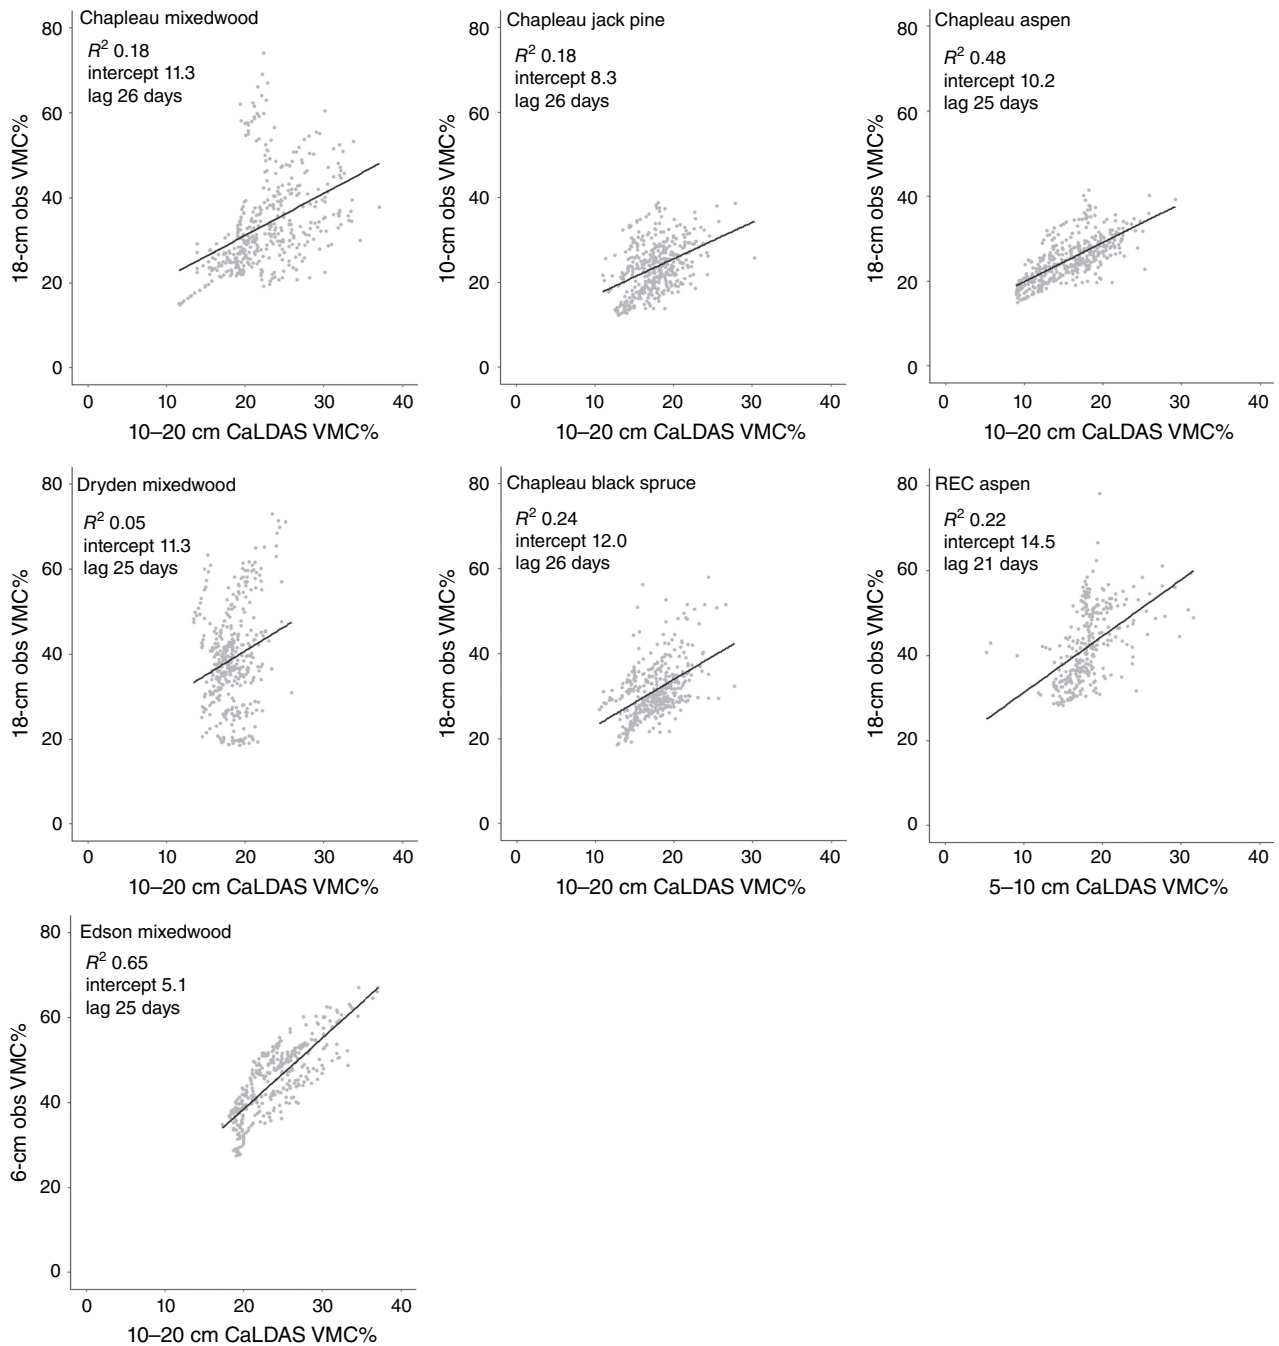 Chapleau mixedwood
R² 0.18
intercept 11.3
lag 26 days
80
60
40
20
0
18-cm obs VMC%
0 10 20 30 40
10–20 cm CaLDAS VMC%
Chapleau jack pine
R² 0.18
intercept 8.3
lag 26 days
80
60
40
20
0
10-cm obs VMC%
0 10 20 30 40
10–20 cm CaLDAS VMC%
Chapleau aspen
R² 0.48
intercept 10.2
lag 25 days
80
60
40
20
0
18-cm obs VMC%
0 10 20 30 40
10–20 cm CaLDAS VMC%
Dryden mixedwood
R² 0.05
intercept 11.3
lag 25 days
80
60
40
20
0
18-cm obs VMC%
0 10 20 30 40
10–20 cm CaLDAS VMC%
Chapleau black spruce
R² 0.24
intercept 12.0
lag 26 days
80
60
40
20
0
18-cm obs VMC%
0 10 20 30 40
10–20 cm CaLDAS VMC%
REC aspen
R² 0.22
intercept 14.5
lag 21 days
80
60
40
20
0
18-cm obs VMC%
0 10 20 30 40
5–10 cm CaLDAS VMC%
Edson mixedwood
R² 0.65
intercept 5.1
lag 25 days
80
60
40
20
0
6-cm obs VMC%
0 10 20 30 40
10–20 cm CaLDAS VMC%